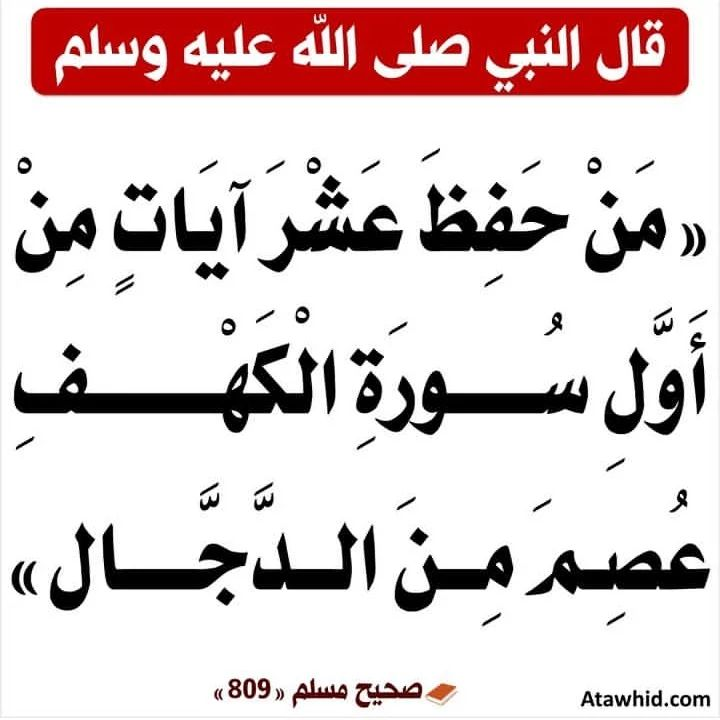 قال النبي صلى الله عليه وسلم
« مَنْ حَفِظَ عَشْرَ آيَاتٍ مِنْ
أَوَّلِ سُورَةِ الْكَهْفِ
عُصِمَ مِنَ الدَّجَّال »
صحيح مسلم « 809 »
Atawhid.com